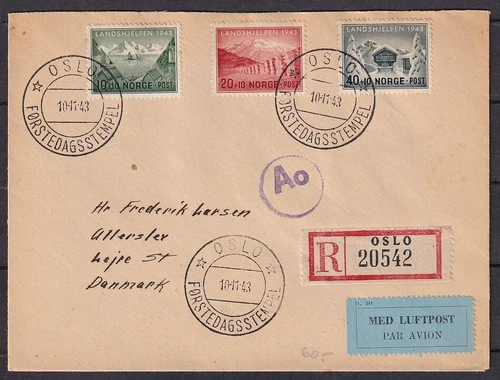 LANDSHJELPEN 1943
10+10 NORGE·POST
LANDSHJELPEN 1943
20+10 NORGE·POST
LANDSHJELPEN 1943
40+10 NORGE·POST
OSLO
10·11·43
FØRSTEDAGSSTEMPEL
OSLO
10·11·43
FØRSTEDAGSSTEMPEL
Ao
Hr Frederik Larsen
Allerslev
Lejre St
Danmark
OSLO
10·11·43
FØRSTEDAGSSTEMPEL
R
OSLO
20542
MED LUFTPOST
PAR AVION
60.-